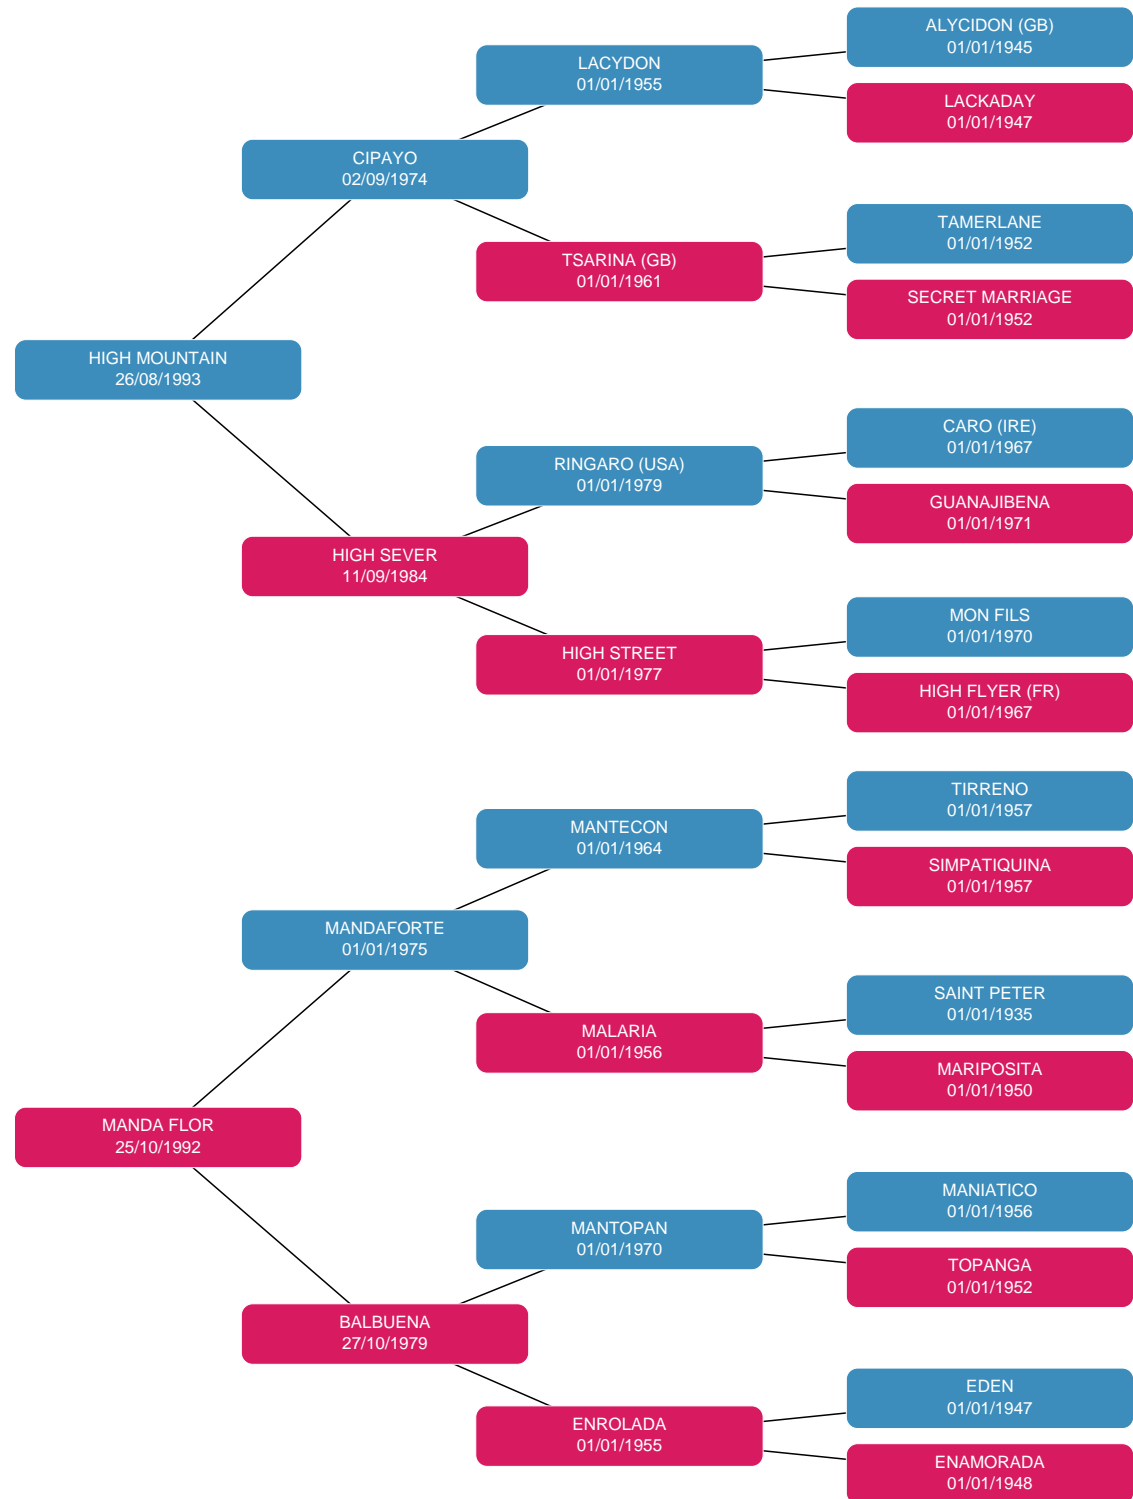 ALYCIDON (GB)
01/01/1945
LACYDON
01/01/1955
LACKADAY
01/01/1947
CIPAYO
02/09/1974
TAMERLANE
01/01/1952
TSARINA (GB)
01/01/1961
SECRET MARRIAGE
01/01/1952
HIGH MOUNTAIN
26/08/1993
CARO (IRE)
01/01/1967
RINGARO (USA)
01/01/1979
GUANAJIBENA
01/01/1971
HIGH SEVER
11/09/1984
MON FILS
01/01/1970
HIGH STREET
01/01/1977
HIGH FLYER (FR)
01/01/1967
TIRRENO
01/01/1957
MANTECON
01/01/1964
SIMPATIQUINA
01/01/1957
MANDAFORTE
01/01/1975
SAINT PETER
01/01/1935
MALARIA
01/01/1956
MARIPOSITA
01/01/1950
MANDA FLOR
25/10/1992
MANIATICO
01/01/1956
MANTOPAN
01/01/1970
TOPANGA
01/01/1952
BALBUENA
27/10/1979
EDEN
01/01/1947
ENROLADA
01/01/1955
ENAMORADA
01/01/1948